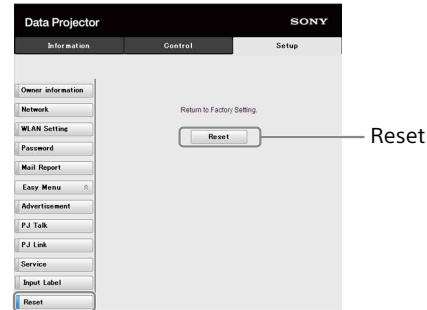 Data Projector SONY
Information Control Setup
Owner information
Network
Return to Factory Setting.
WLAN Setting
Reset
Reset
Password
Mail Report
Easy Menu
Advertisement
PJ Talk
PJ Link
Service
Input Label
Reset